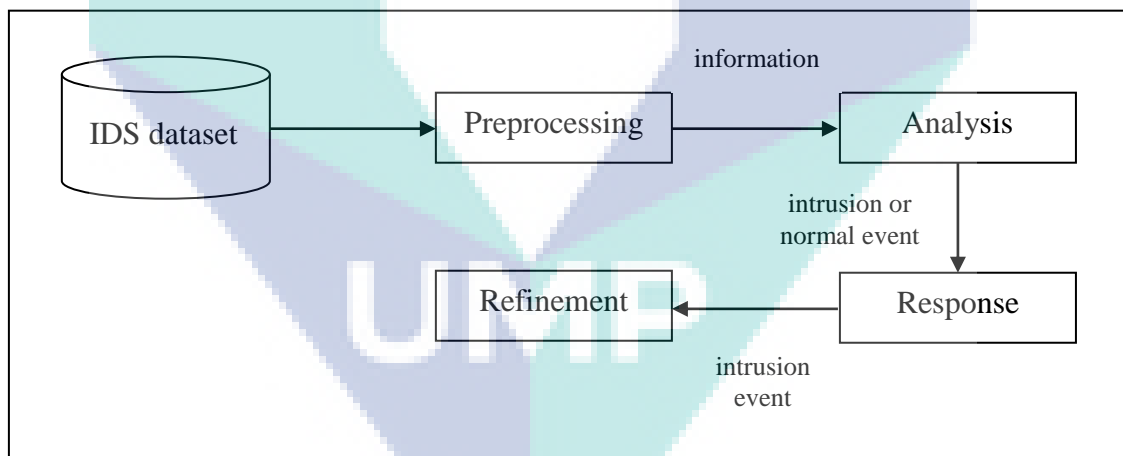 information
IDS dataset
Preprocessing
Analysis
intrusion or
normal event
UMP
Refinement
Response
intrusion
event